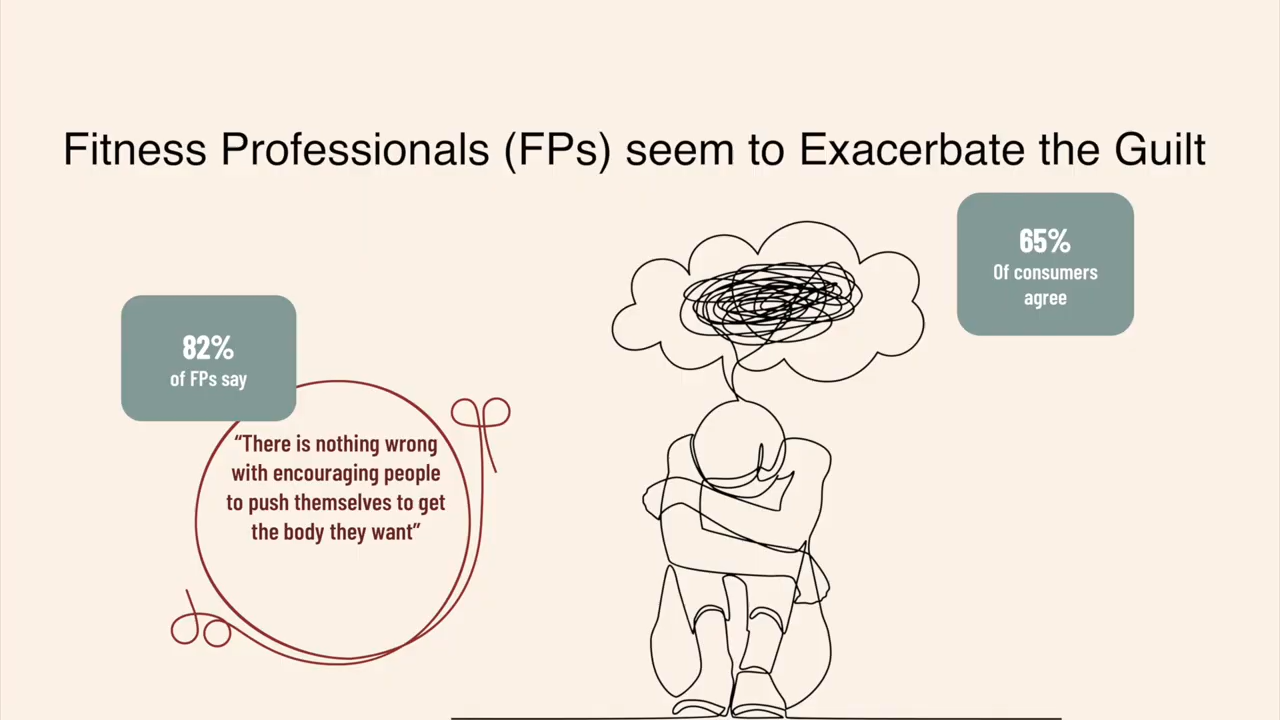 Fitness Professionals (FPs) seem to Exacerbate the Guilt
82%
of FPs say
“There is nothing wrong
with encouraging people
to push themselves to get
the body they want”
65%
Of consumers
agree